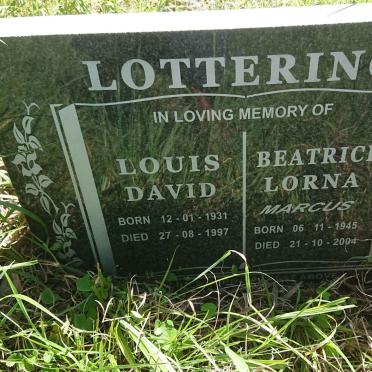 LOTTERING
IN LOVING MEMORY OF
LOUIS
DAVID
BORN 12-01-1931
DIED 27-08-1997
BEATRICE
LORNA
MARCUS
BORN 06-11-1945
DIED 21-10-2004